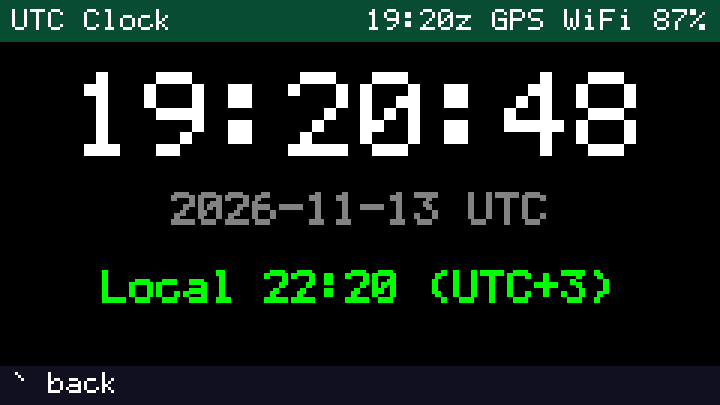 UTC Clock 19:20z GPS WiFi 87%
19:20:48
2026-11-13 UTC
Local 22:20 (UTC+3)
` back